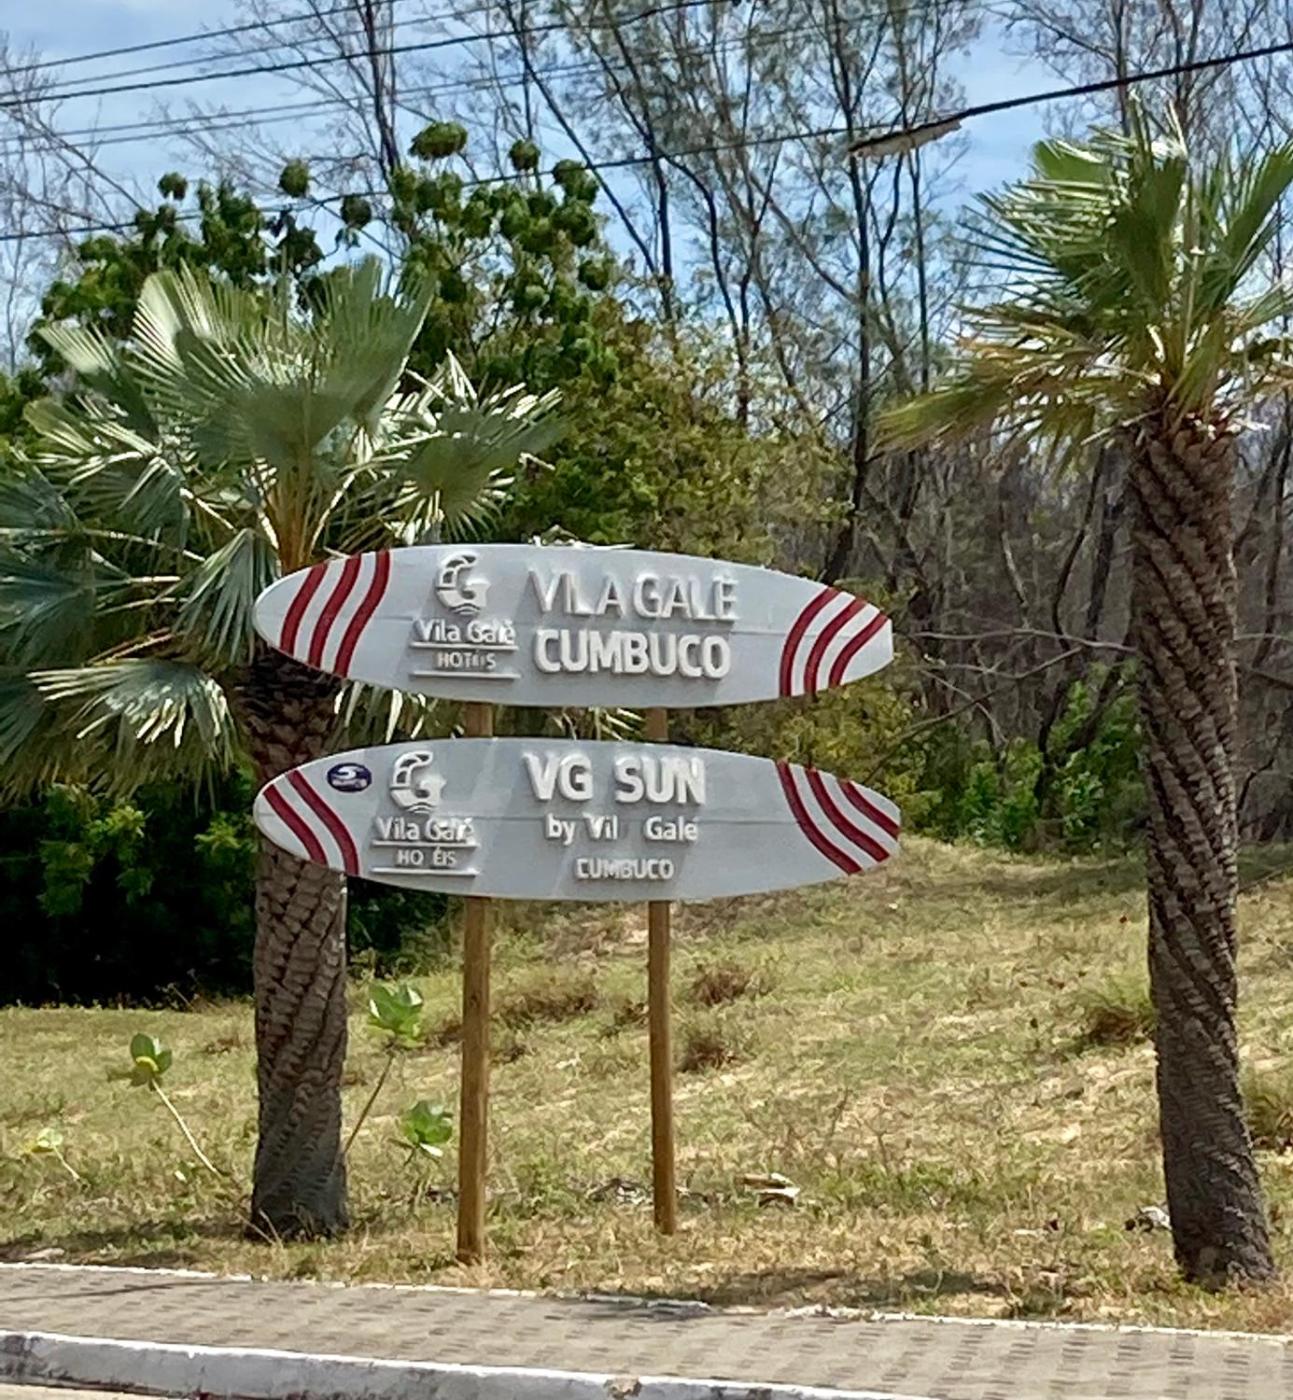 Vila Galé
HOTÉIS
VILA GALÉ
CUMBUCO
Vila Galé
HO ÉIS
VG SUN
by Vil Galé
CUMBUCO